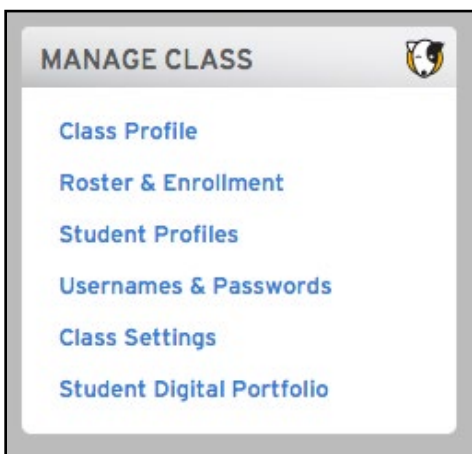 MANAGE CLASS
Class Profile
Roster & Enrollment
Student Profiles
Usernames & Passwords
Class Settings
Student Digital Portfolio